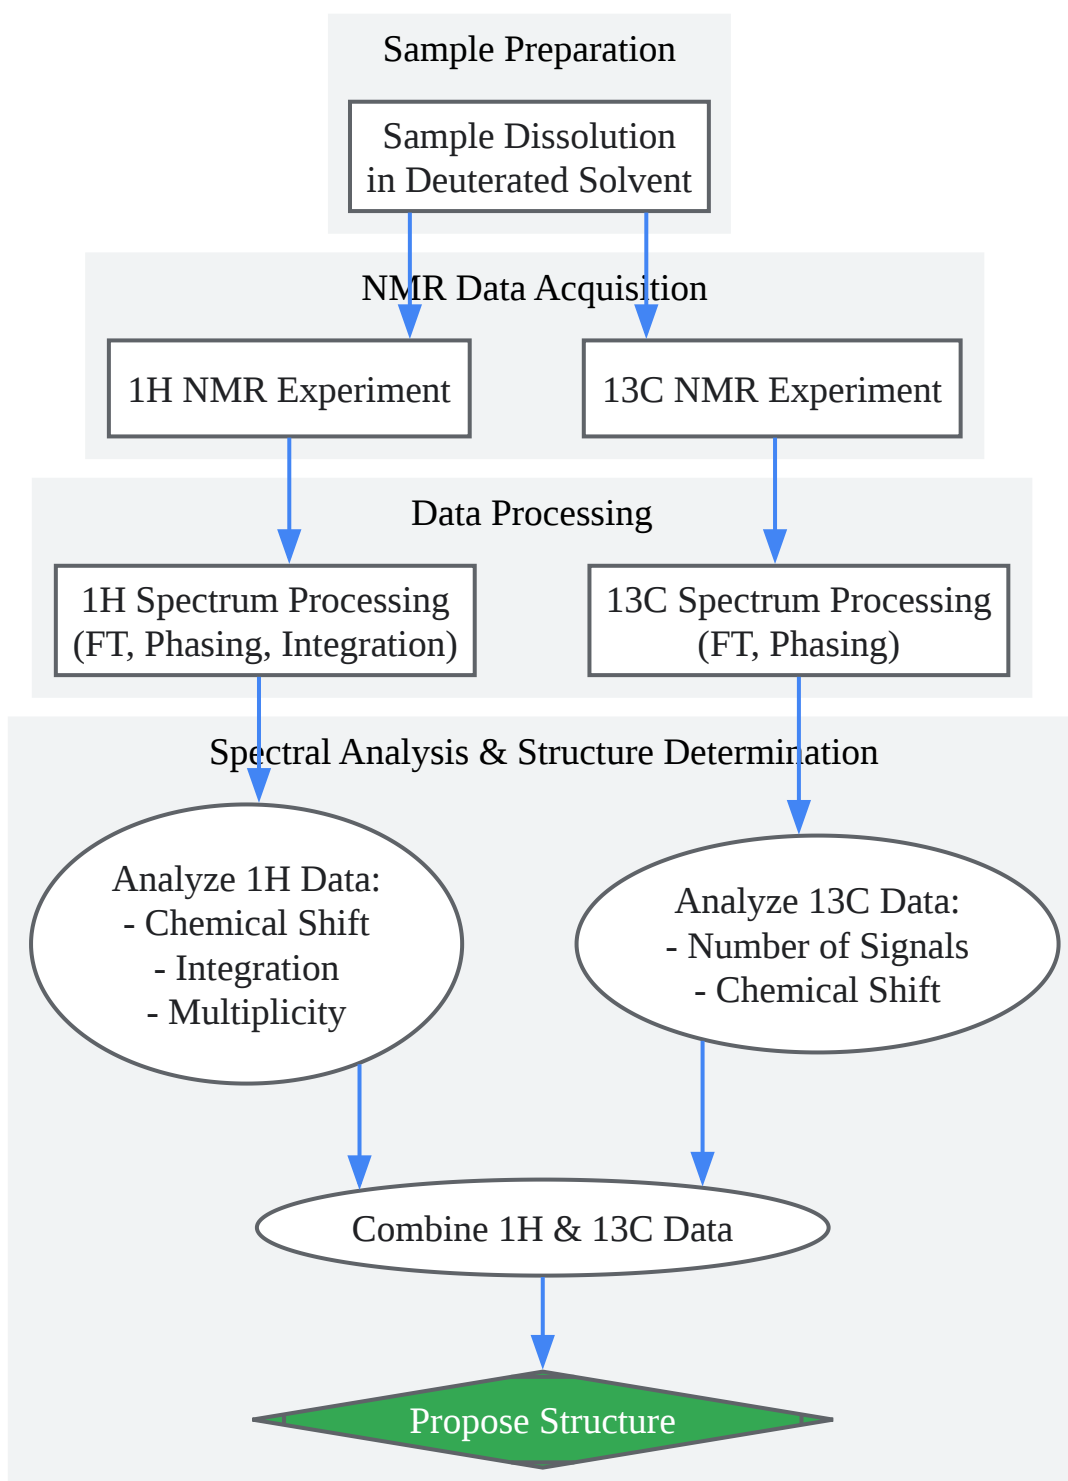 Sample Preparation
Sample Dissolution
in Deuterated Solvent
NMR Data Acquisition
1H NMR Experiment
13C NMR Experiment
Data Processing
1H Spectrum Processing
(FT, Phasing, Integration)
13C Spectrum Processing
(FT, Phasing)
Spectral Analysis & Structure Determination
Analyze 1H Data:
- Chemical Shift
- Integration
- Multiplicity
Analyze 13C Data:
- Number of Signals
- Chemical Shift
Combine 1H & 13C Data
Propose Structure